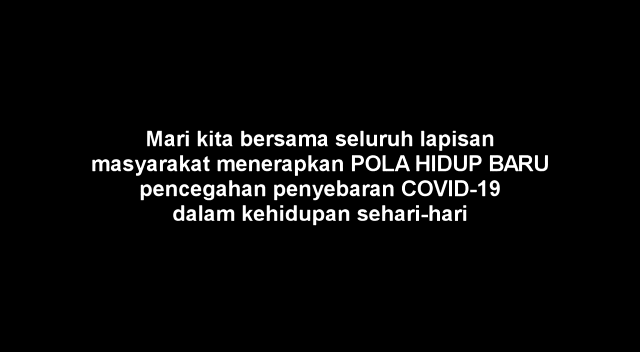 Mari kita bersama seluruh lapisan
masyarakat menerapkan POLA HIDUP BARU
pencegahan penyebaran COVID-19
dalam kehidupan sehari-hari